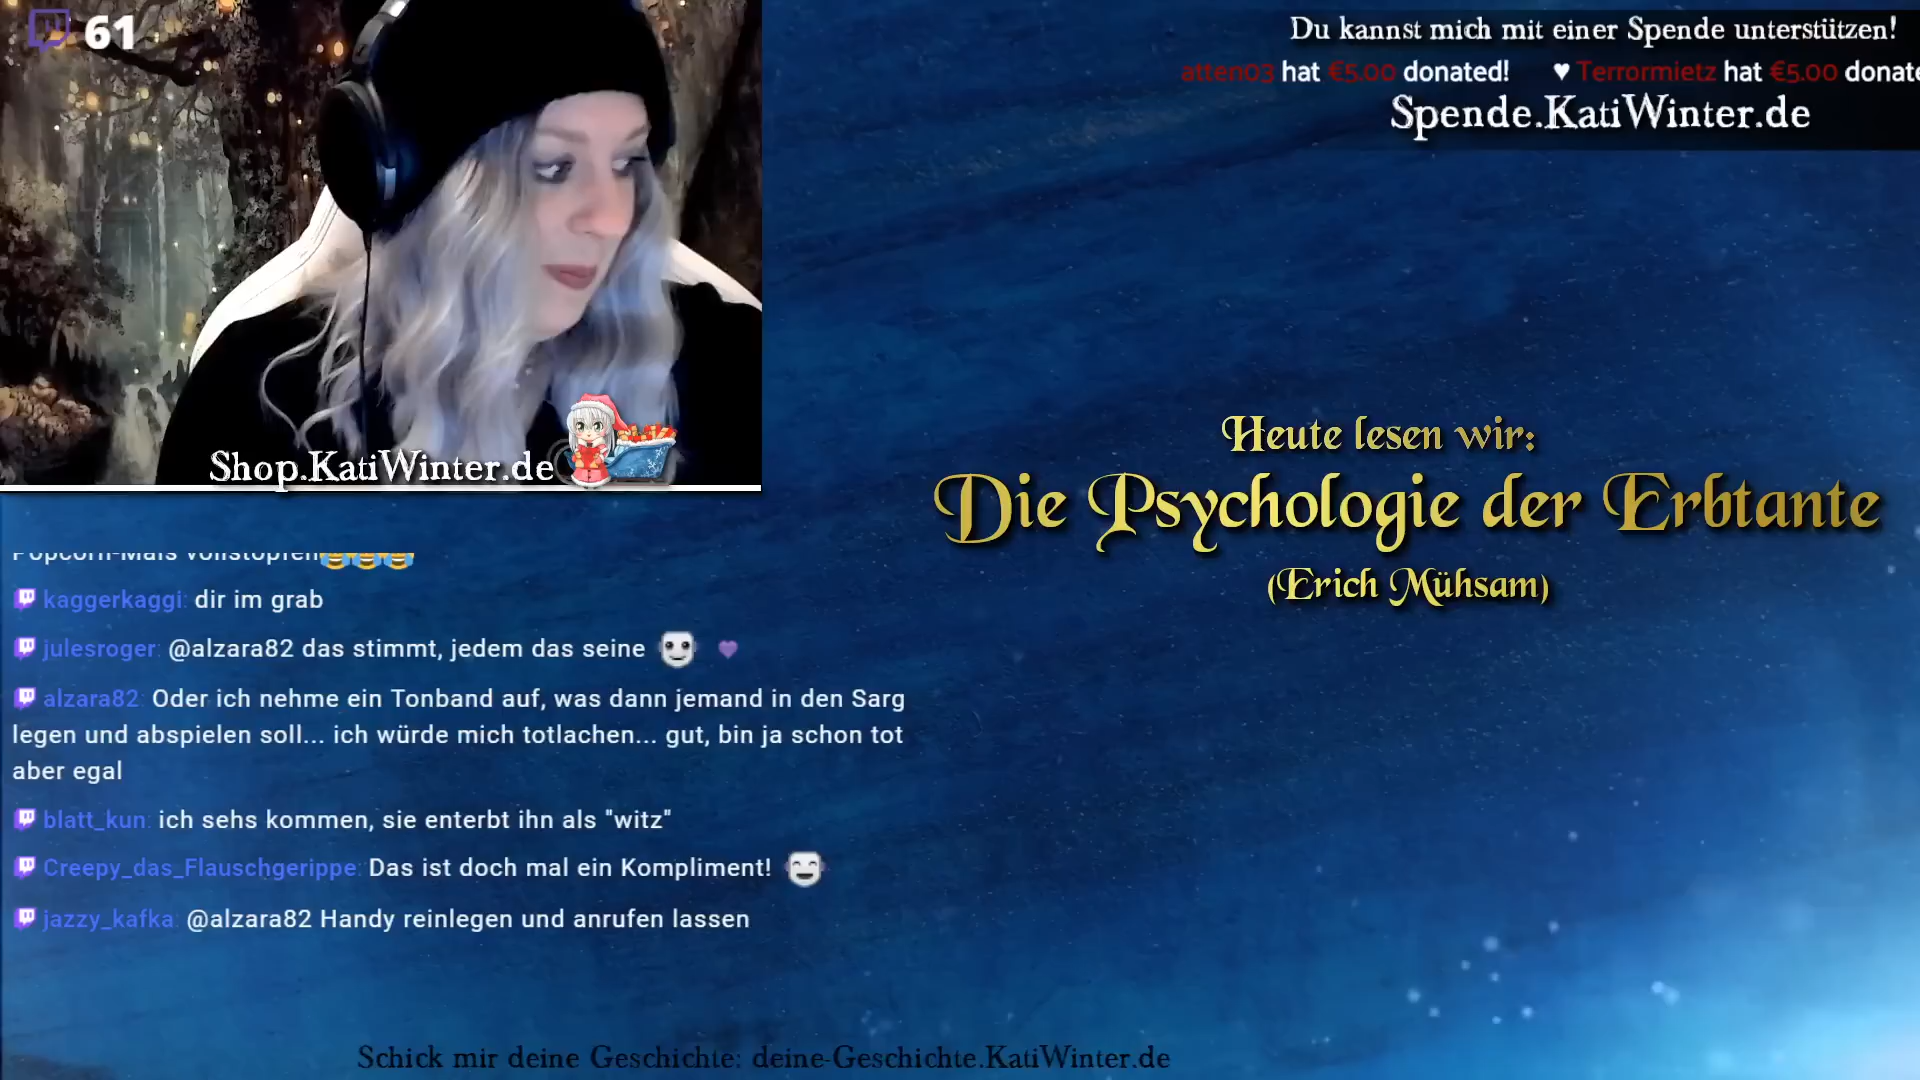 61
Du kannst mich mit einer Spende unterstützen!
atten03 hat €5.00 donated! ♥ Terrormietz hat €5.00 donate
Spende.KatiWinter.de
Shop.KatiWinter.de
Heute lesen wir:
Die Psychologie der Erbtante
(Erich Mühsam)
Popcorn-Mais vollstopfen😂😂😂
kaggerkaggi: dir im grab
julesroger: @alzara82 das stimmt, jedem das seine
alzara82: Oder ich nehme ein Tonband auf, was dann jemand in den Sarg
legen und abspielen soll... ich würde mich totlachen... gut, bin ja schon tot
aber egal
blatt_kun: ich sehs kommen, sie enterbt ihn als "witz"
Creepy_das_Flauschgerippe: Das ist doch mal ein Kompliment!
jazzy_kafka: @alzara82 Handy reinlegen und anrufen lassen
Schick mir deine Geschichte: deine-Geschichte.KatiWinter.de